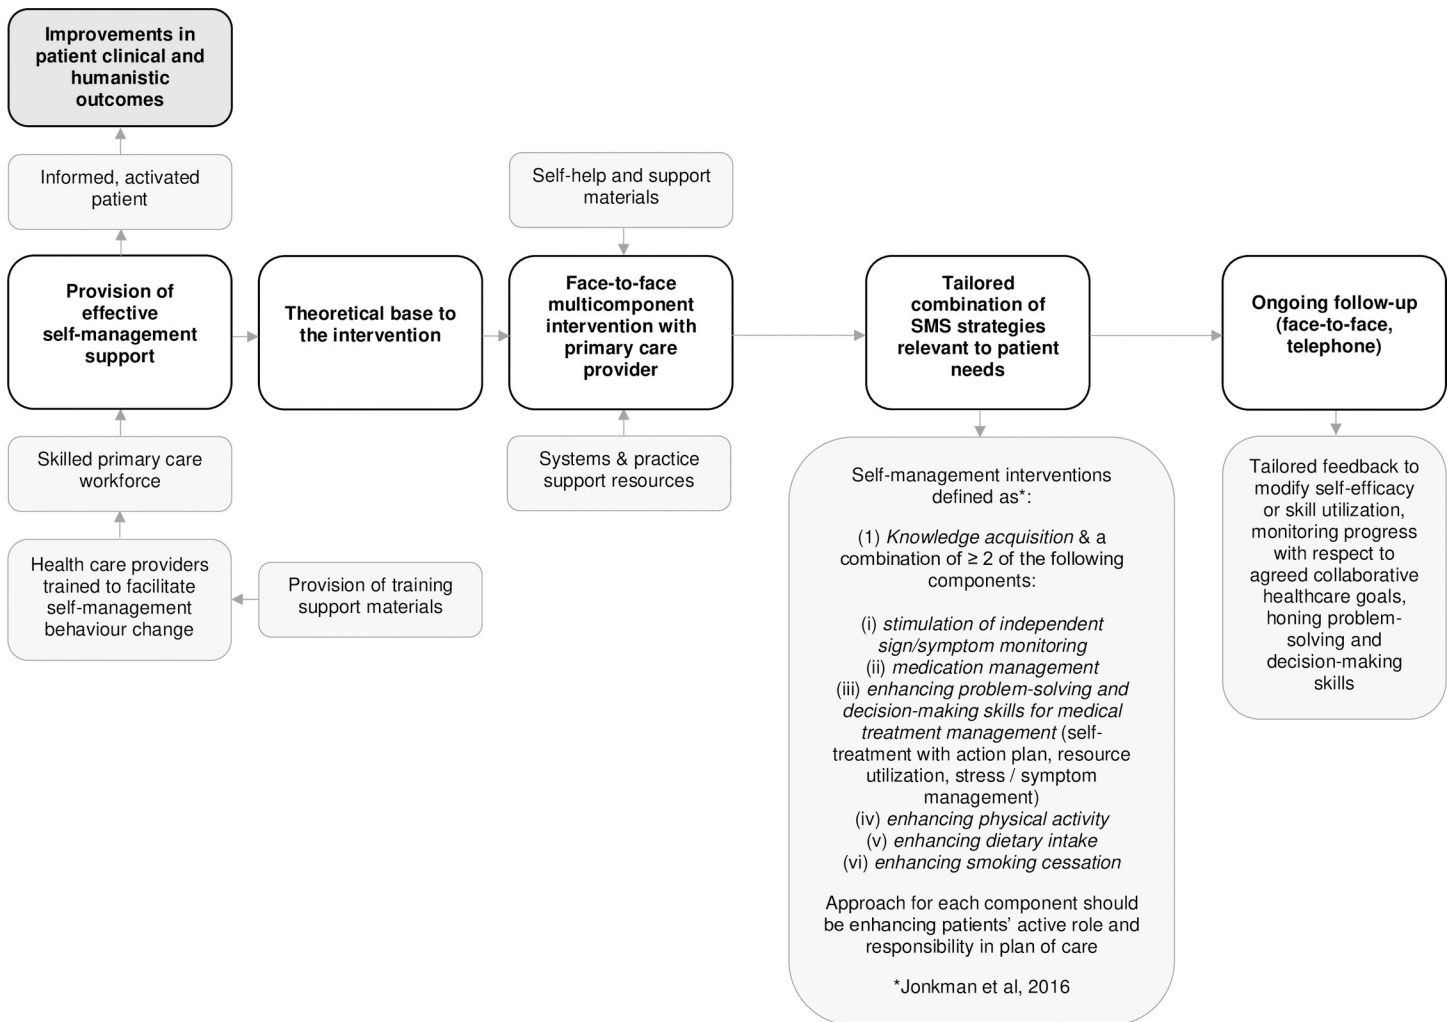 Improvements in
patient clinical and
humanistic
outcomes
Informed, activated
patient
Provision of
effective
self-management
support
Skilled primary care
workforce
Health care providers
trained to facilitate
self-management
behaviour change
Provision of training
support materials
Theoretical base to
the intervention
Self-help and support
materials
Face-to-face
multicomponent
intervention with
primary care
provider
Systems & practice
support resources
Tailored
combination of
SMS strategies
relevant to patient
needs
Self-management interventions
defined as*:
(1) Knowledge acquisition & a
combination of ≥ 2 of the following
components:
(i) stimulation of independent
sign/symptom monitoring
(ii) medication management
(iii) enhancing problem-solving and
decision-making skills for medical
treatment management (self-
treatment with action plan, resource
utilization, stress / symptom
management)
(iv) enhancing physical activity
(v) enhancing dietary intake
(vi) enhancing smoking cessation
Approach for each component should
be enhancing patients’ active role and
responsibility in plan of care
*Jonkman et al, 2016
Ongoing follow-up
(face-to-face,
telephone)
Tailored feedback to
modify self-efficacy
or skill utilization,
monitoring progress
with respect to
agreed collaborative
healthcare goals,
honing problem-
solving and
decision-making
skills